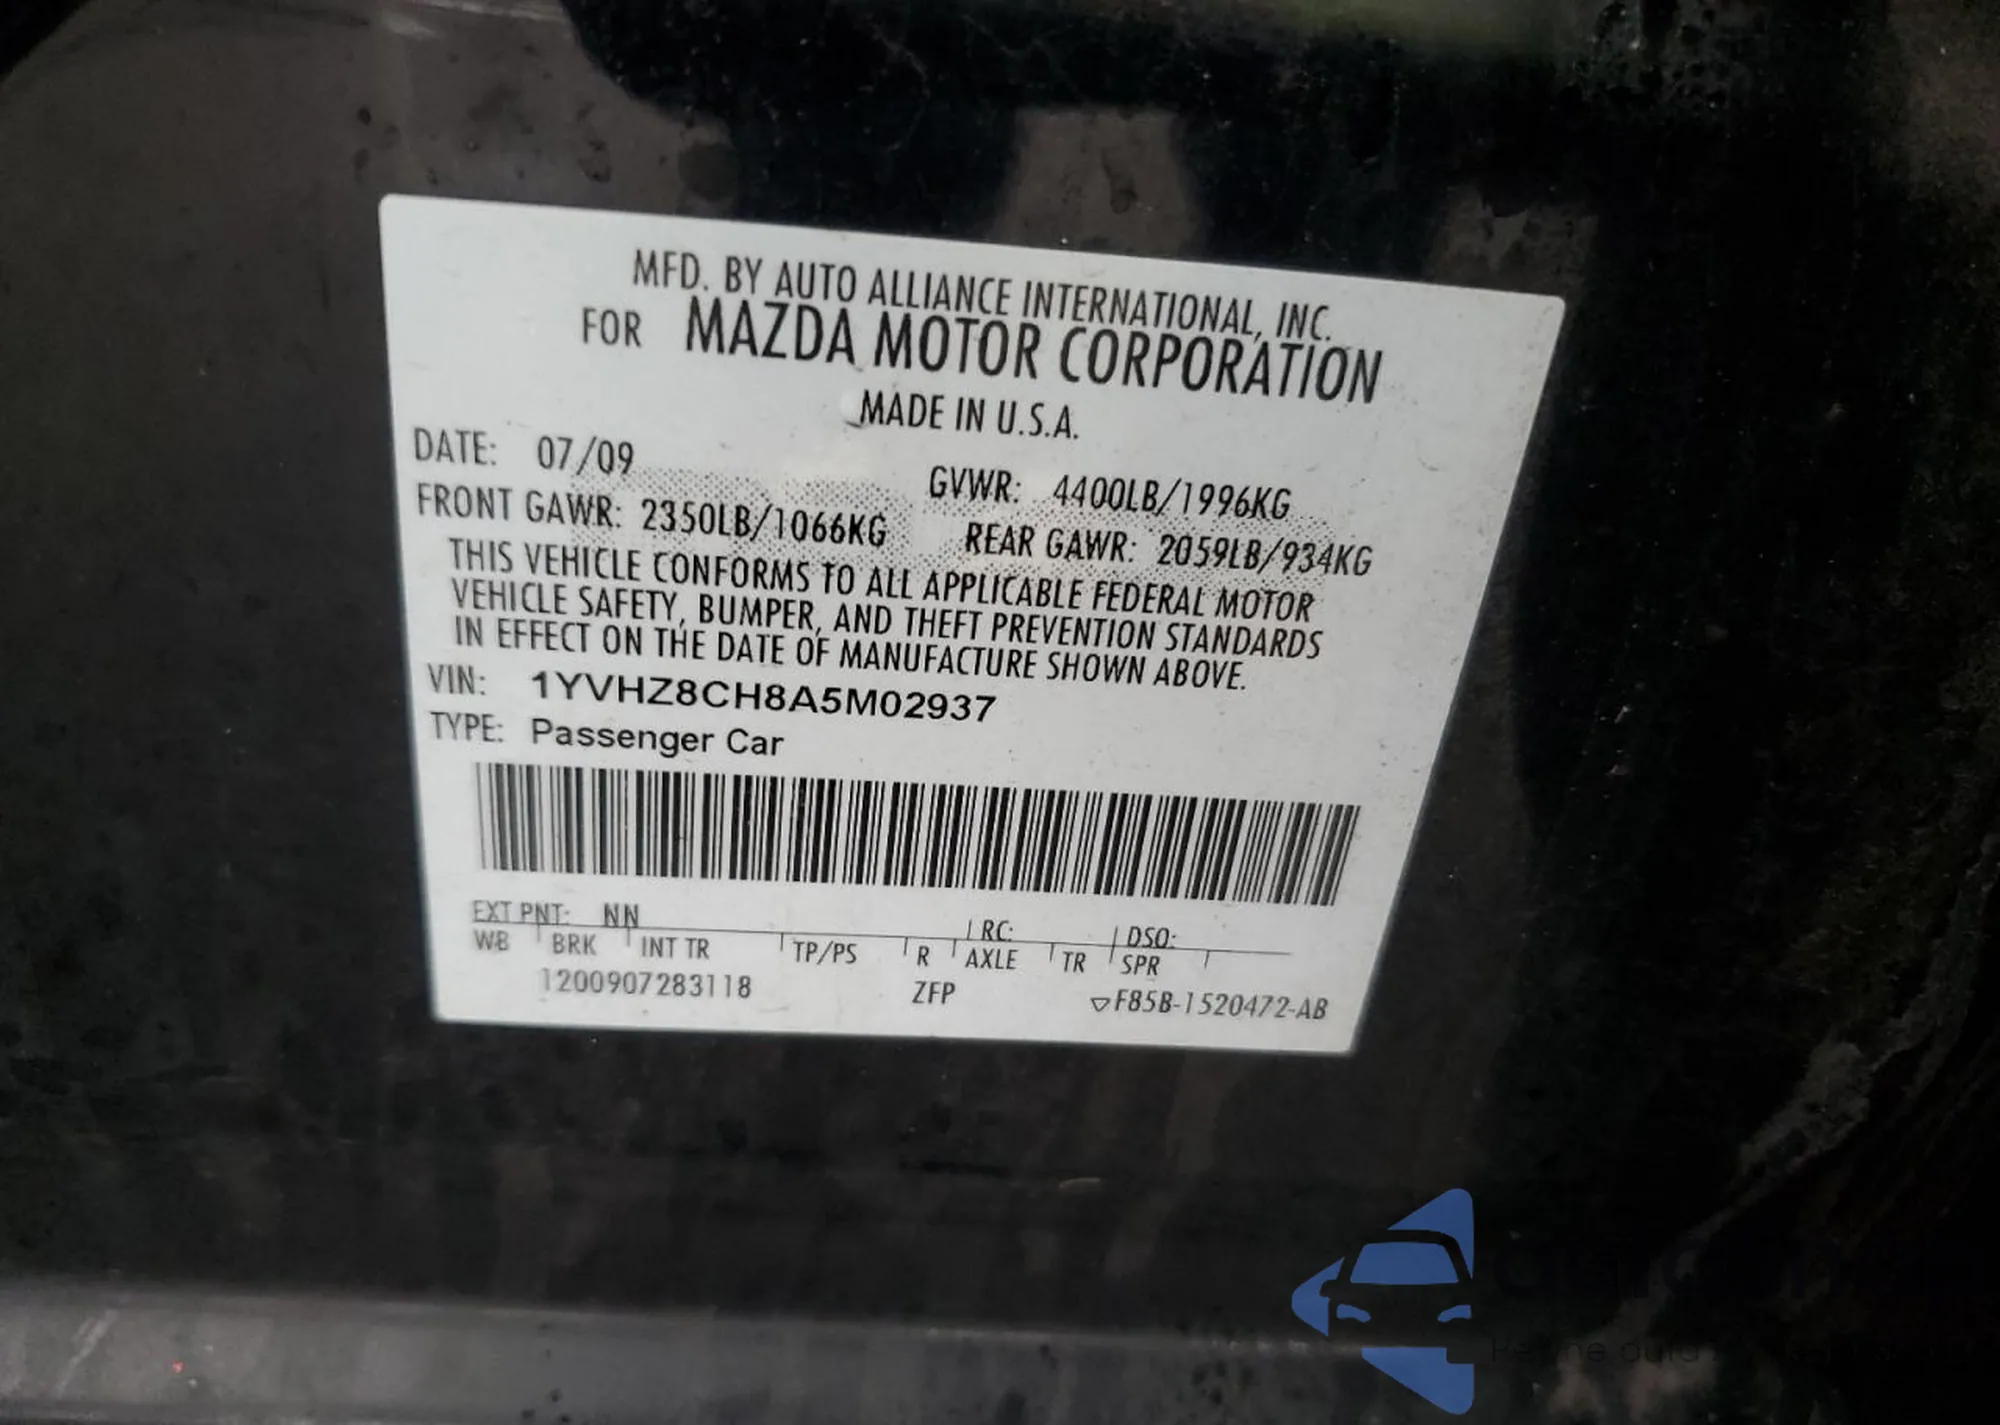 MFD. BY AUTO ALLIANCE INTERNATIONAL, INC.
FOR MAZDA MOTOR CORPORATION
MADE IN U.S.A.
DATE: 07/09 GVWR: 4400LB/1996KG
FRONT GAWR: 2350LB/1066KG REAR GAWR: 2059LB/934KG
THIS VEHICLE CONFORMS TO ALL APPLICABLE FEDERAL MOTOR
VEHICLE SAFETY, BUMPER, AND THEFT PREVENTION STANDARDS
IN EFFECT ON THE DATE OF MANUFACTURE SHOWN ABOVE.
VIN: 1YVHZ8CH8A5M02937
TYPE: Passenger Car
EXT PNT: NN RC: DSO:
WB BRK INT TR TP/PS R AXLE TR SPR
1200907283118 ZFP ▽F85B-1520472-AB